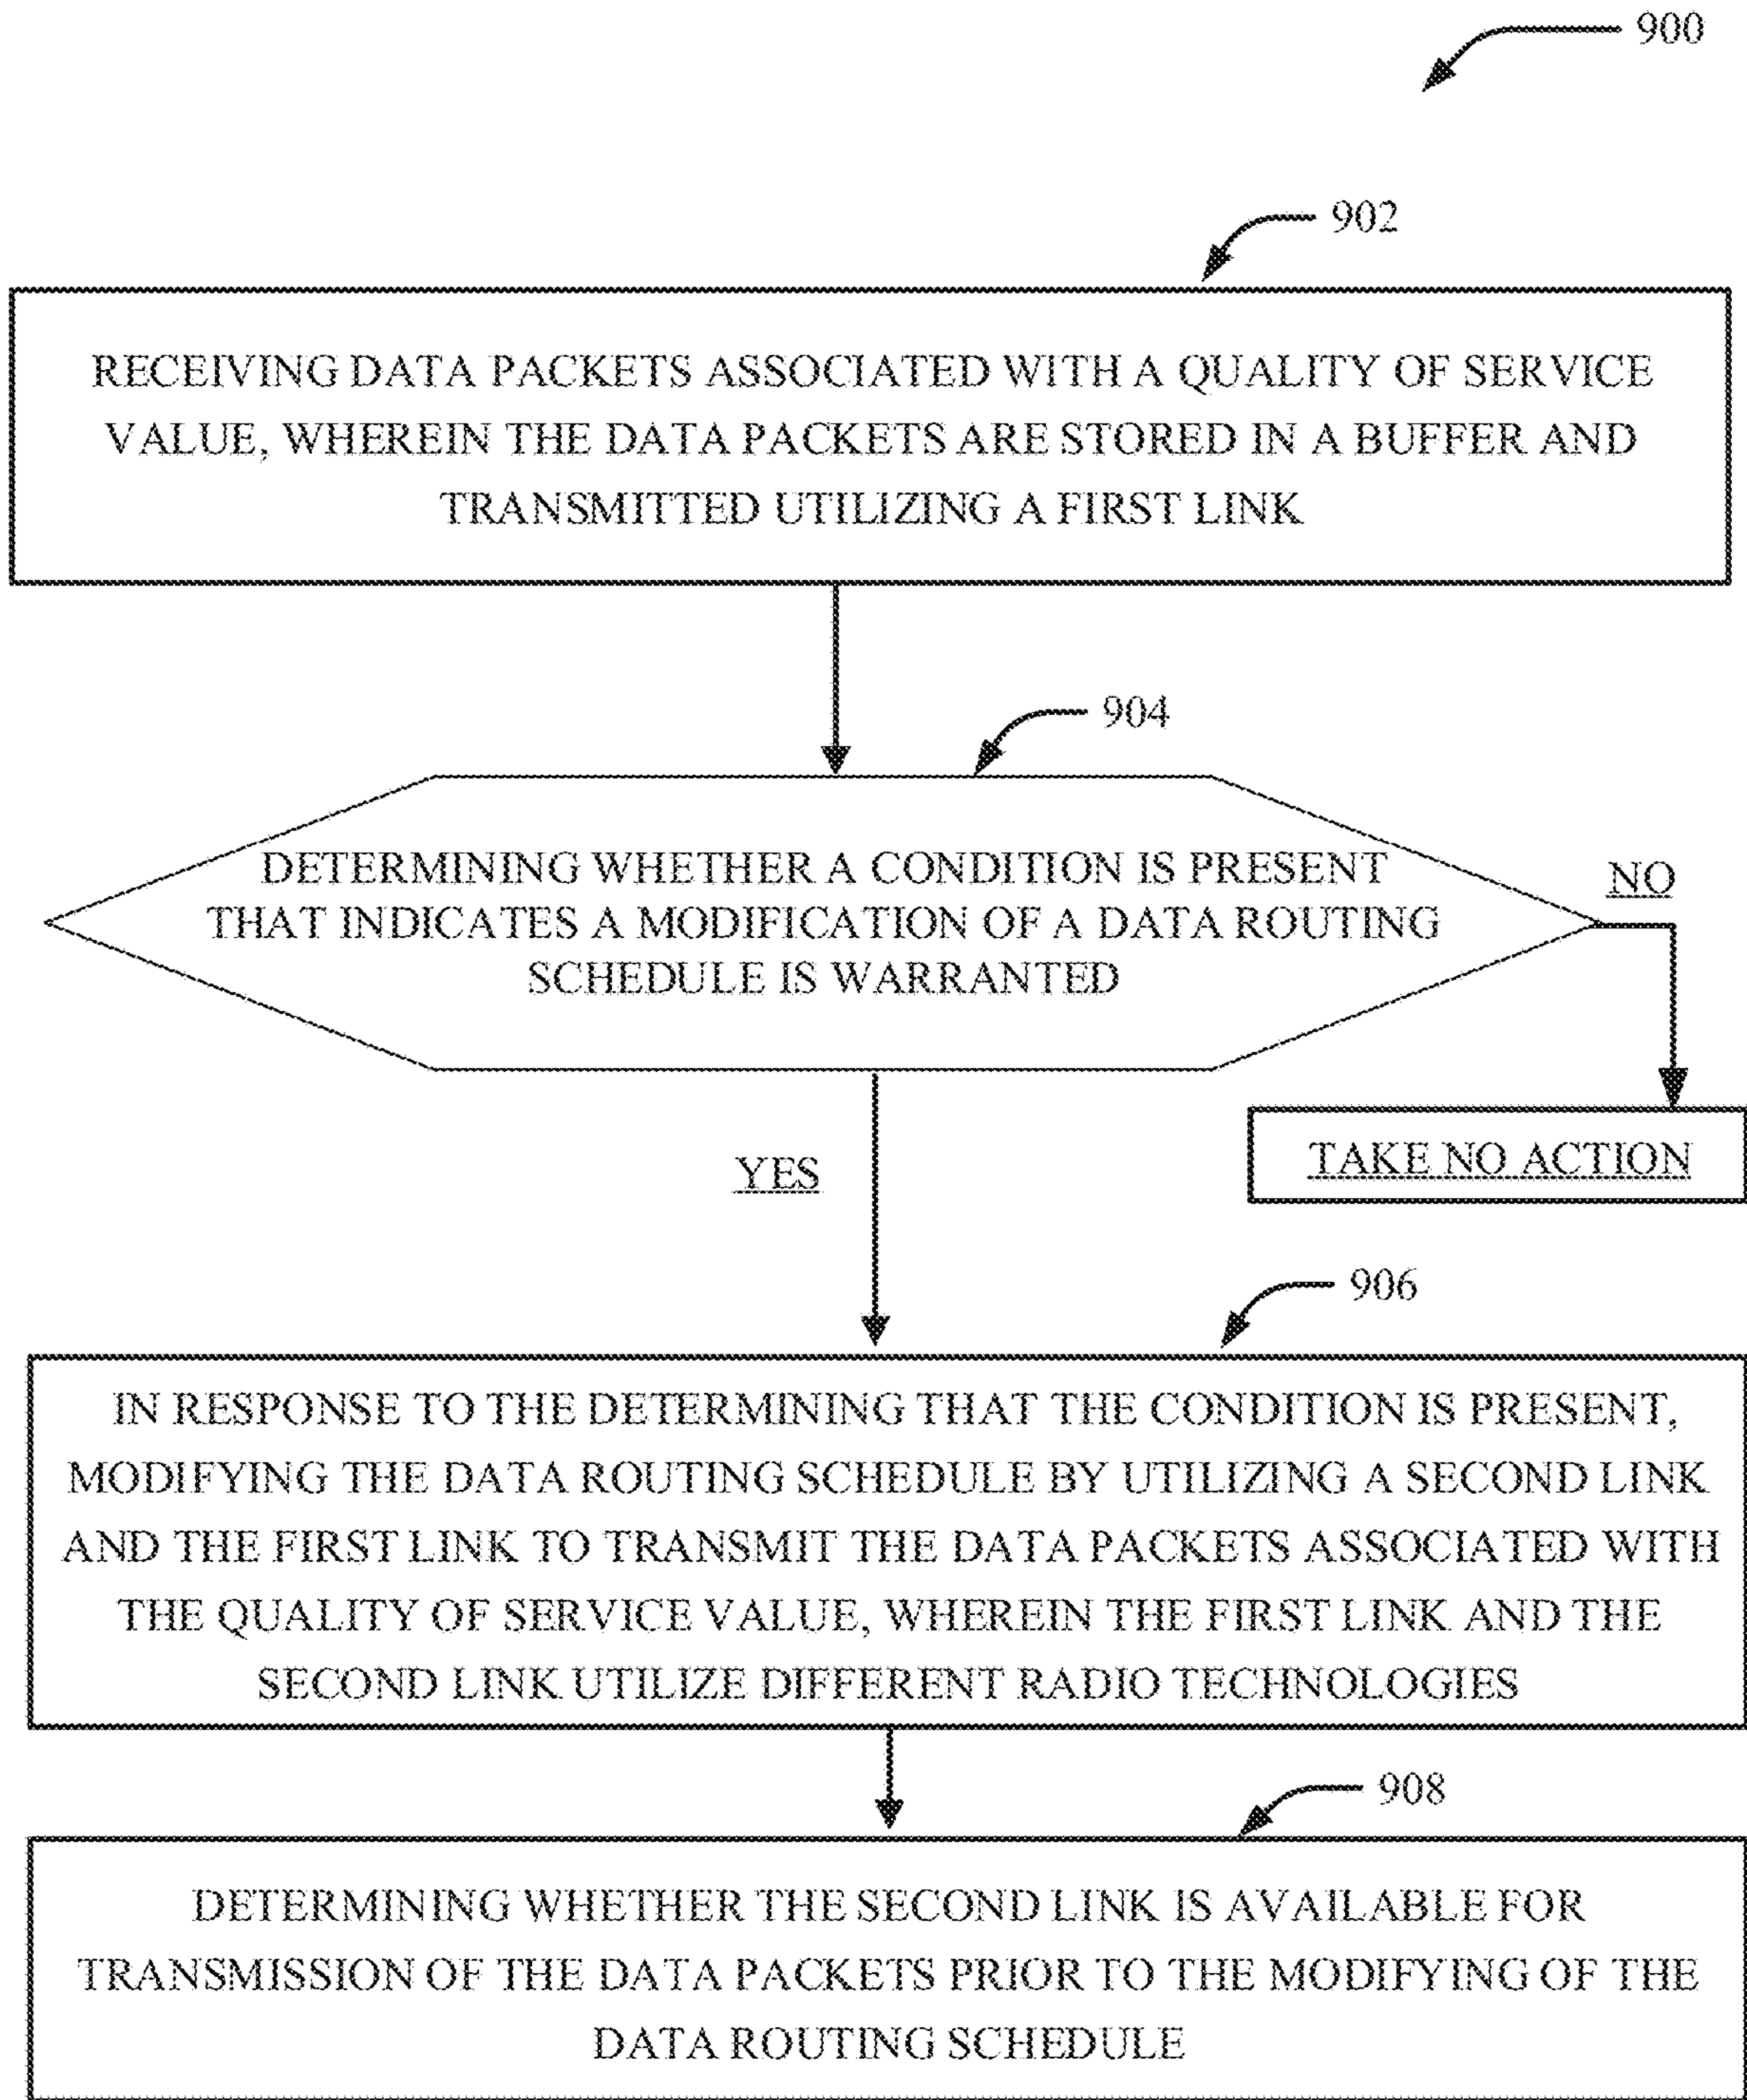 900
902
RECEIVING DATA PACKETS ASSOCIATED WITH A QUALITY OF SERVICE
VALUE, WHEREIN THE DATA PACKETS ARE STORED IN A BUFFER AND
TRANSMITTED UTILIZING A FIRST LINK
904
DETERMINING WHETHER A CONDITION IS PRESENT
THAT INDICATES A MODIFICATION OF A DATA ROUTING
SCHEDULE IS WARRANTED
NO
TAKE NO ACTION
YES
906
IN RESPONSE TO THE DETERMINING THAT THE CONDITION IS PRESENT,
MODIFYING THE DATA ROUTING SCHEDULE BY UTILIZING A SECOND LINK
AND THE FIRST LINK TO TRANSMIT THE DATA PACKETS ASSOCIATED WITH
THE QUALITY OF SERVICE VALUE, WHEREIN THE FIRST LINK AND THE
SECOND LINK UTILIZE DIFFERENT RADIO TECHNOLOGIES
908
DETERMINING WHETHER THE SECOND LINK IS AVAILABLE FOR
TRANSMISSION OF THE DATA PACKETS PRIOR TO THE MODIFYING OF THE
DATA ROUTING SCHEDULE